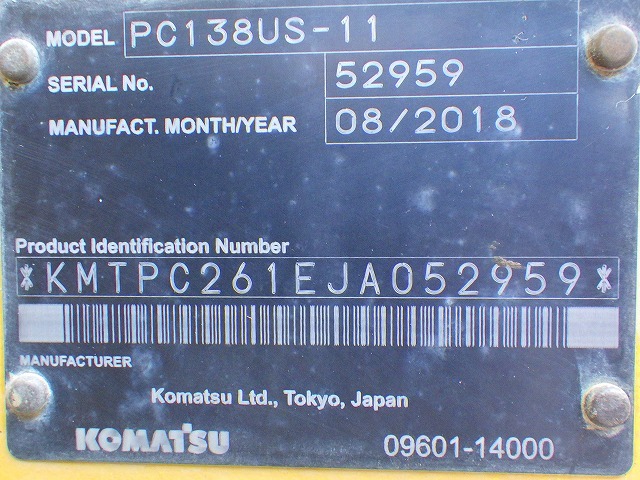 MODEL PC138US-11
SERIAL No. 52959
MANUFACT. MONTH/YEAR 08/2018
Product Identification Number
*KMTPC261EJA052959*
MANUFACTURER
Komatsu Ltd., Tokyo, Japan
KOMATSU 09601-14000